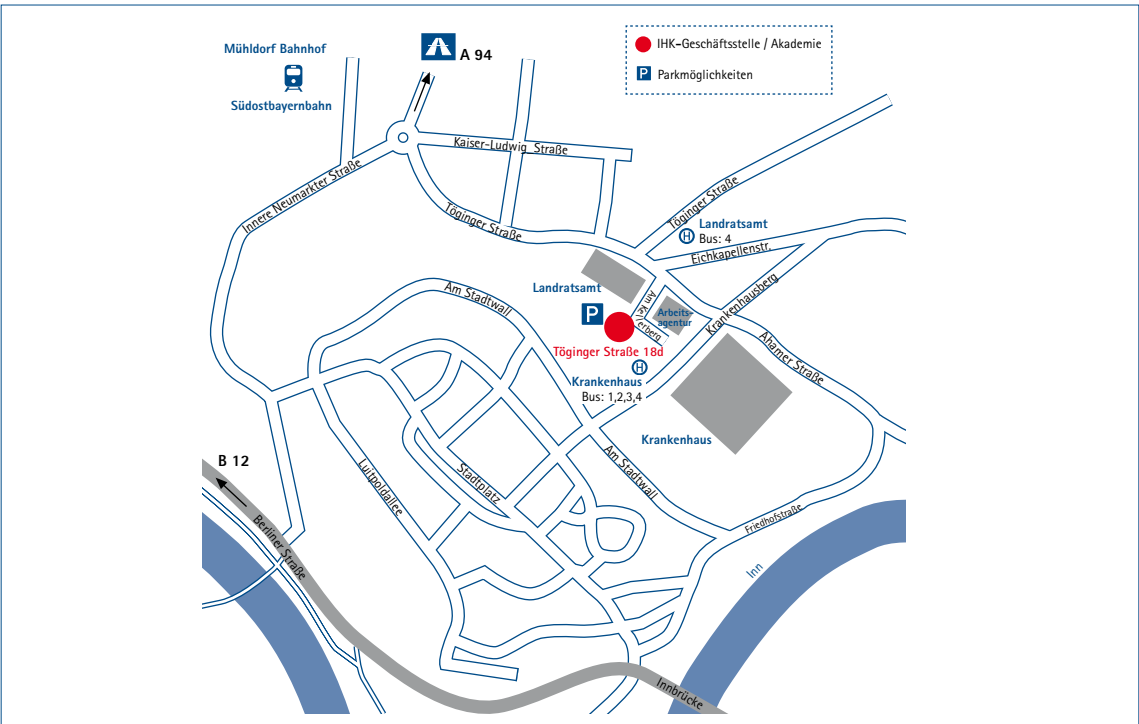 Mühldorf Bahnhof
Südostbayernbahn
A 94
IHK-Geschäftsstelle / Akademie
P Parkmöglichkeiten
Kaiser-Ludwig Straße
Innere Neumarkter Straße
Töginger Straße
Töginger Straße
H Landratsamt
Bus: 4
Eichkapellenstr.
Landratsamt
Am Stadtwall
P
Am Kellerberg
Arbeits-
agentur
Krankenhausberg
Ahamer Straße
Töginger Straße 18d
H
Krankenhaus
Bus: 1,2,3,4
Krankenhaus
B 12
Luitpoldallee
Stadtplatz
Am Stadtwall
Berliner Straße
Friedhofstraße
Inn
Innbrücke